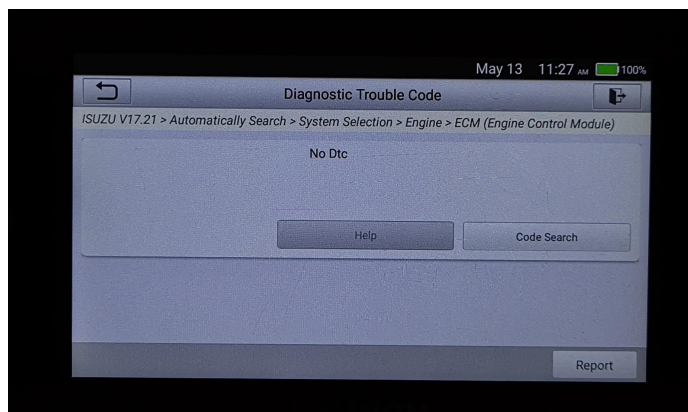 May 13 11:27 AM 100%
Diagnostic Trouble Code
ISUZU V17.21 > Automatically Search > System Selection > Engine > ECM (Engine Control Module)
No Dtc
Help
Code Search
Report